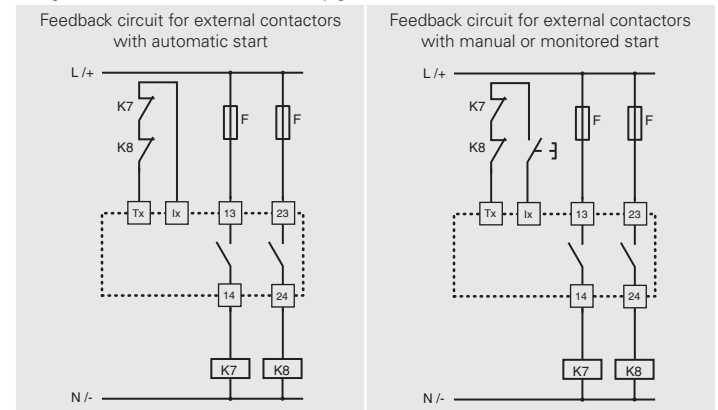 Feedback circuit for external contactors
with automatic start
L /+
K7
F
F
K8
Tx
Ix
13
23
14
24
K7
K8
N /-
Feedback circuit for external contactors
with manual or monitored start
L /+
K7
F
F
K8
Tx
Ix
13
23
14
24
K7
K8
N /-